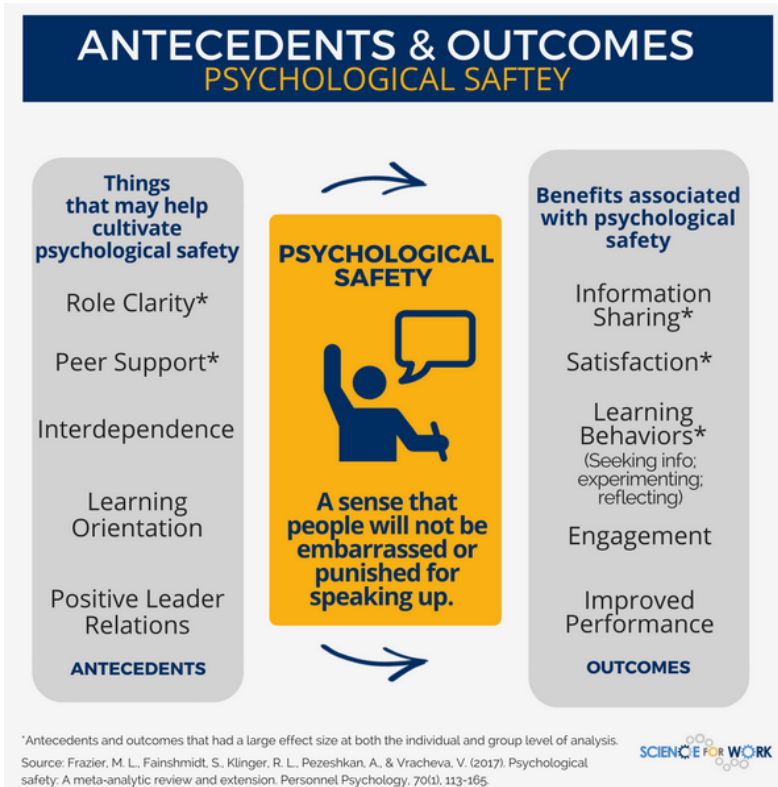 ANTECEDENTS & OUTCOMES
PSYCHOLOGICAL SAFTEY
Things
that may help
cultivate
psychological safety
Role Clarity*
Peer Support*
Interdependence
Learning
Orientation
Positive Leader
Relations
ANTECEDENTS
PSYCHOLOGICAL
SAFETY
A sense that
people will not be
embarrassed or
punished for
speaking up.
Benefits associated
with psychological
safety
Information
Sharing*
Satisfaction*
Learning
Behaviors*
(Seeking info;
experimenting;
reflecting)
Engagement
Improved
Performance
OUTCOMES
*Antecedents and outcomes that had a large effect size at both the individual and group level of analysis.
Source: Frazier, M. L., Fainshmidt, S., Klinger, R. L., Pezeshkan, A., & Vracheva, V. (2017). Psychological
safety: A meta-analytic review and extension. Personnel Psychology, 70(1), 113-165.
SCIENCE FOR WORK